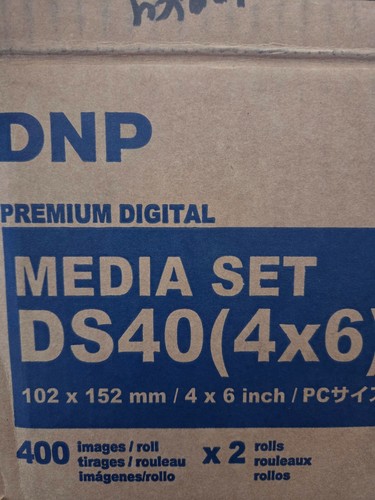 DNP
PREMIUM DIGITAL
MEDIA SET
DS40(4x6)
102 x 152 mm / 4 x 6 inch / PCサイズ
400 images / roll x 2 rolls
tirages / rouleau rouleaux
imágenes/rollo rollos